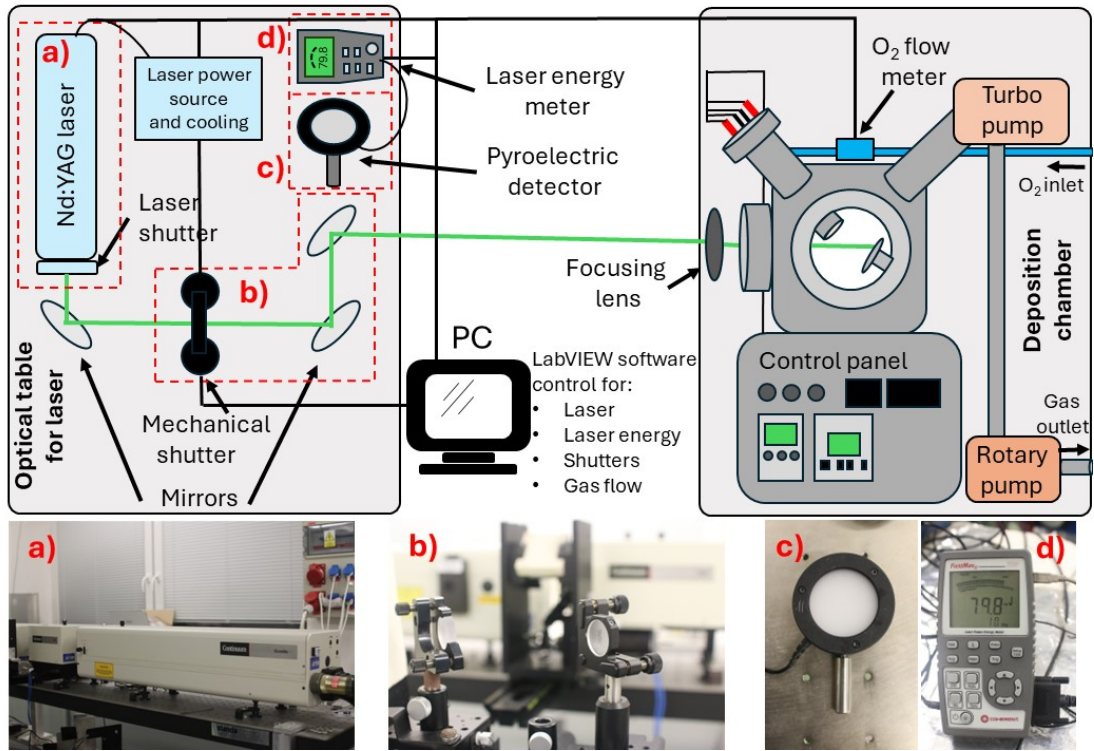 a)
Nd:YAG laser
Laser power
source
and cooling
d)
79.8
Laser energy
meter
c)
Pyroelectric
detector
Laser
shutter
b)
Mechanical
shutter
Mirrors
Optical table
for laser
PC
LabVIEW software
control for:
• Laser
• Laser energy
• Shutters
• Gas flow
Focusing
lens
O2 flow
meter
Turbo
pump
O2 inlet
Deposition
chamber
Control panel
Gas
outlet
Rotary
pump
a)
Continuum
b)
c)
d)
FieldMax
79.8
COHERENT